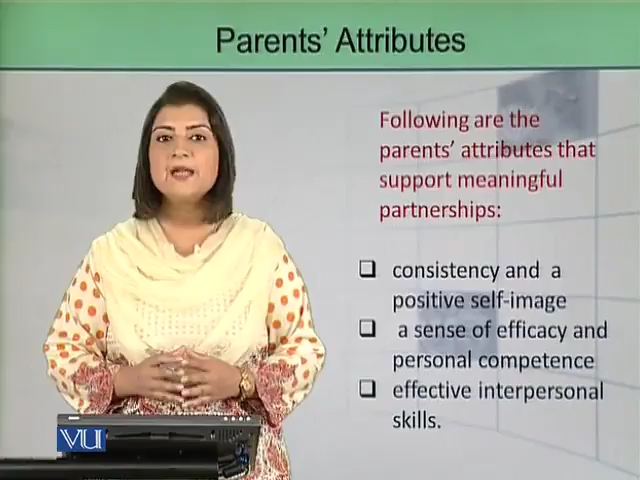 Parents' Attributes
Following are the
parents' attributes that
support meaningful
partnerships:
consistency and a
positive self-image
a sense of efficacy and
personal competence
effective interpersonal
skills.
VU